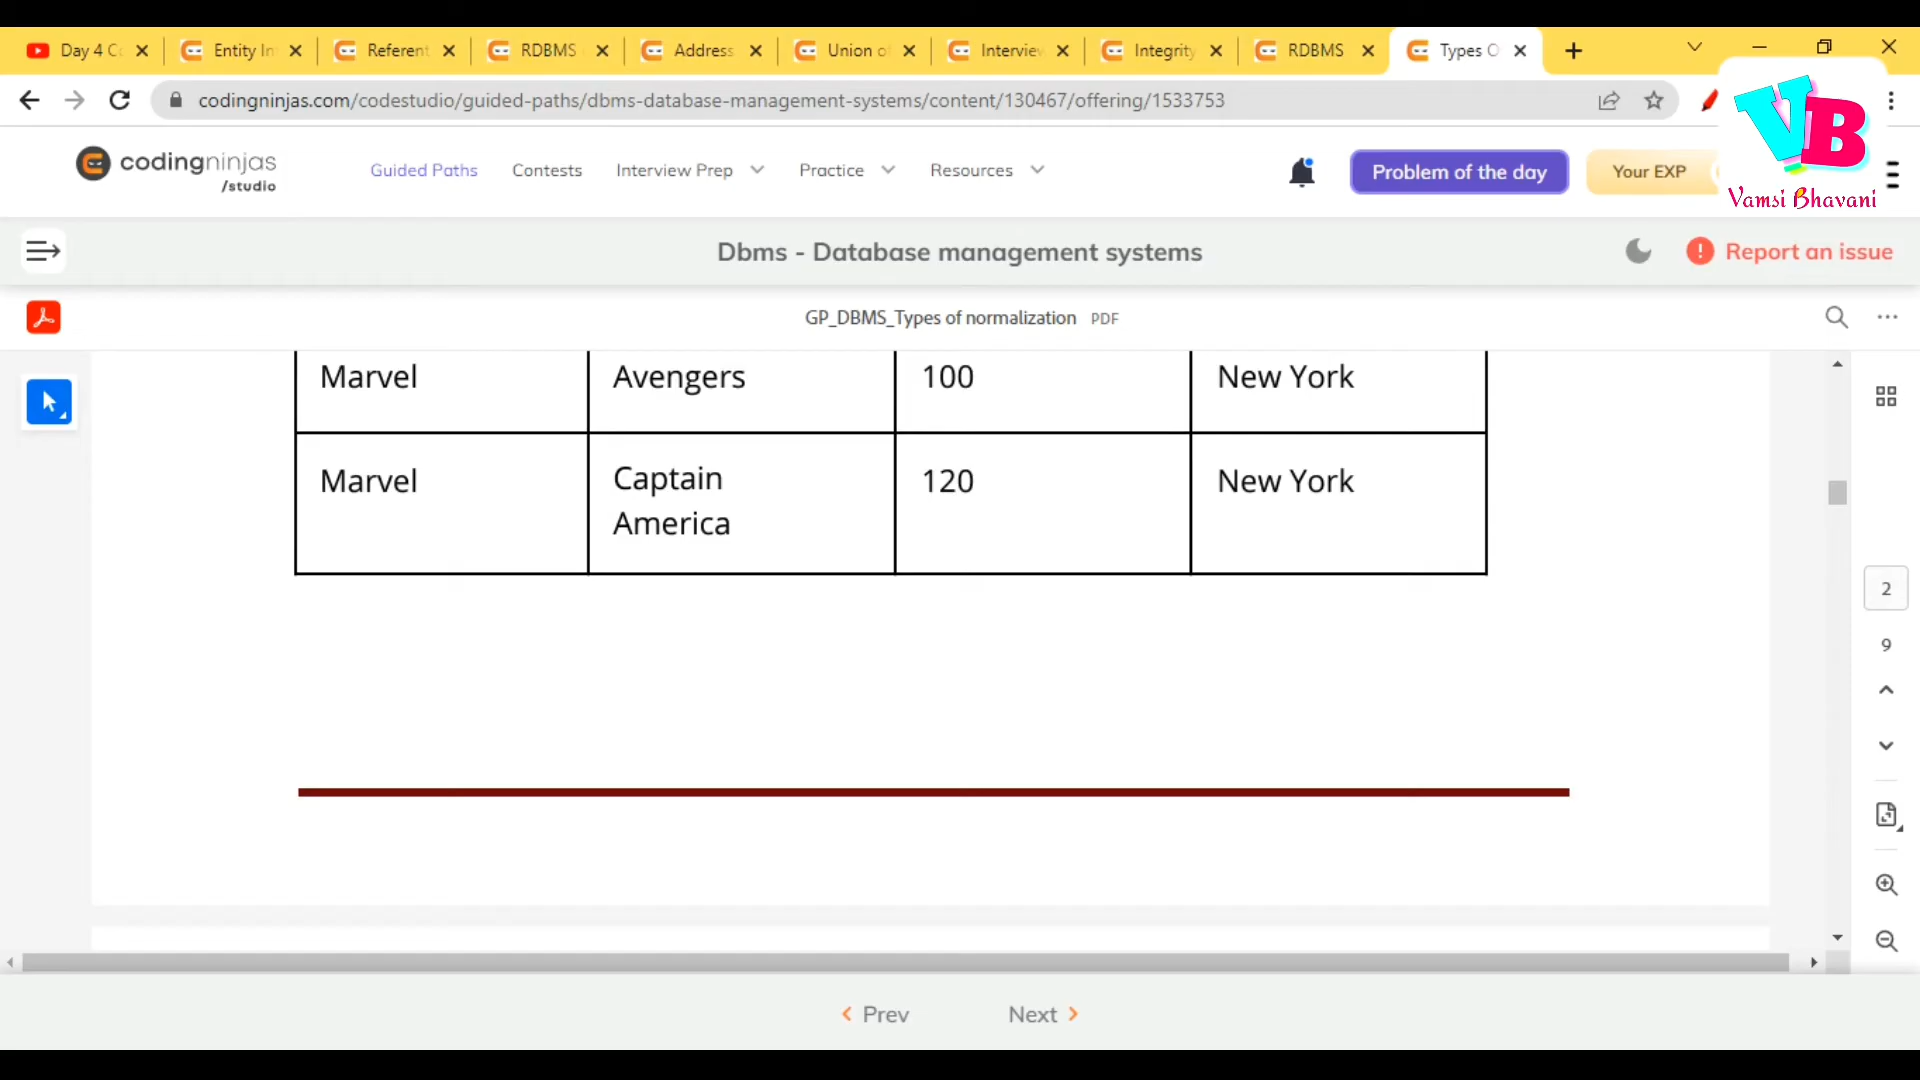 Day 4 C
Entity In
Referent
RDBMS
Address
Union o
Interview
Integrity
RDBMS
Types O
codingninjas.com/codestudio/guided-paths/dbms-database-management-systems/content/130467/offering/1533753
VB
Vamsi Bhavani
codingninjas
/studio
Guided Paths
Contests
Interview Prep
Practice
Resources
Problem of the day
Your EXP
Dbms - Database management systems
Report an issue
GP_DBMS_Types of normalization PDF
Marvel Avengers 100 New York
Marvel Captain America 120 New York
2
9
Prev
Next